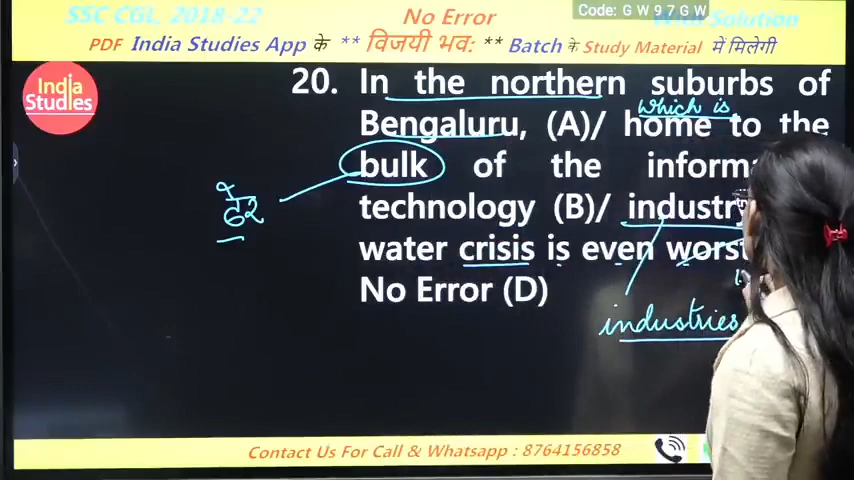 SSC CGL, 2018-22
No Error
Code: G W 9 7 G W
With Solution
PDF India Studies App के ** विजयी भव: ** Batch के Study Material में मिलेगी
India
Studies
20. In the northern suburbs of
which is
Bengaluru, (A)/ home to the
bulk of the
ढेर
technology (B)/ industry
water crisis is even
No Error (D)
industries
Contact Us For Call & Whatsapp : 8764156858